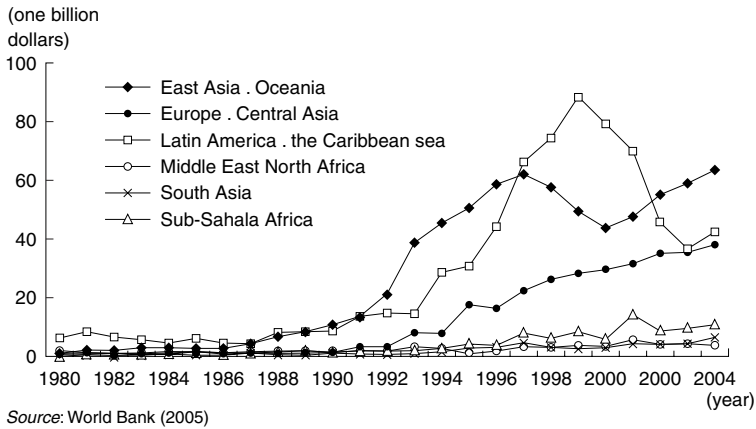 (one billion
dollars)
100
80
60
40
20
0
East Asia . Oceania
Europe . Central Asia
Latin America . the Caribbean sea
Middle East North Africa
South Asia
Sub-Sahala Africa
1980 1982 1984 1986 1988 1990 1992 1994 1996 1998 2000 2000 2004
(year)
Source: World Bank (2005)